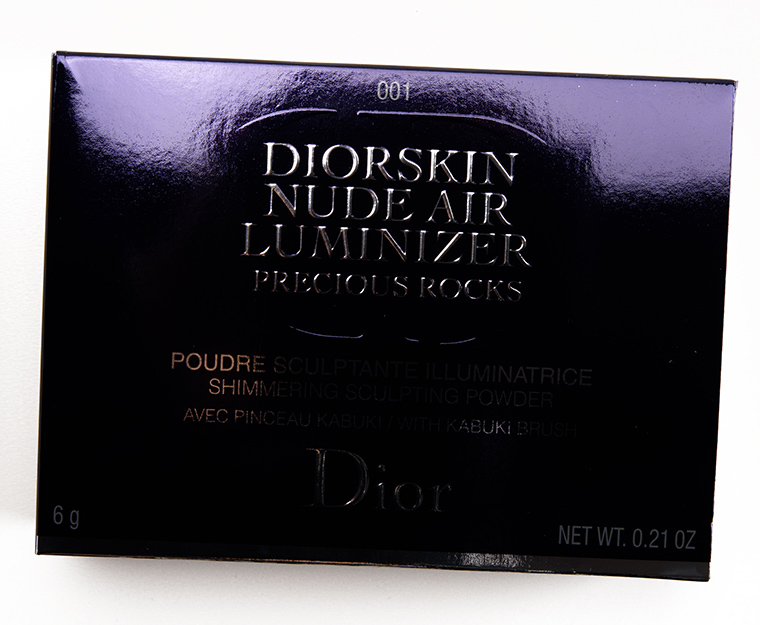 001
DIORSKIN
NUDE AIR
LUMINIZER
PRECIOUS ROCKS
POUDRE SCULPTANTE ILLUMINATRICE
SHIMMERING SCULPTING POWDER
AVEC PINCEAU KABUKI / WITH KABUKI BRUSH
Dior
6 g
NET WT. 0.21 OZ